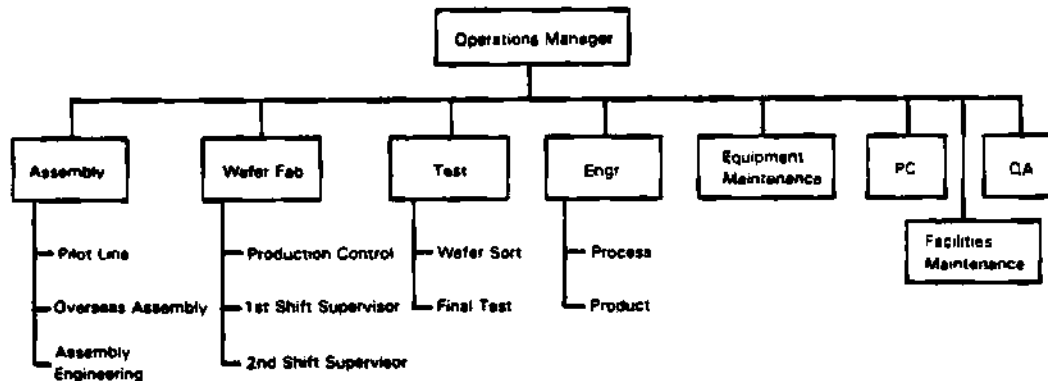 Operations Manager
Assembly
Wafer Fab
Test
Engr
Equipment
Maintenance
PC
QA
Facilities
Maintenance
Pilot Line
Overseas Assembly
Assembly
Engineering
Production Control
1st Shift Supervisor
2nd Shift Supervisor
Wafer Sort
Final Test
Process
Product